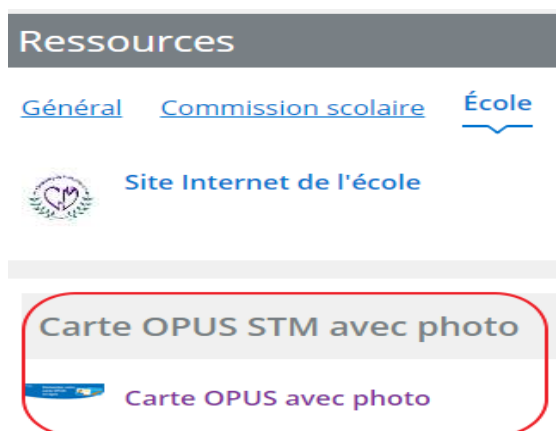 Ressources
Général Commission scolaire École
Site Internet de l'école
Carte OPUS STM avec photo
Carte OPUS avec photo